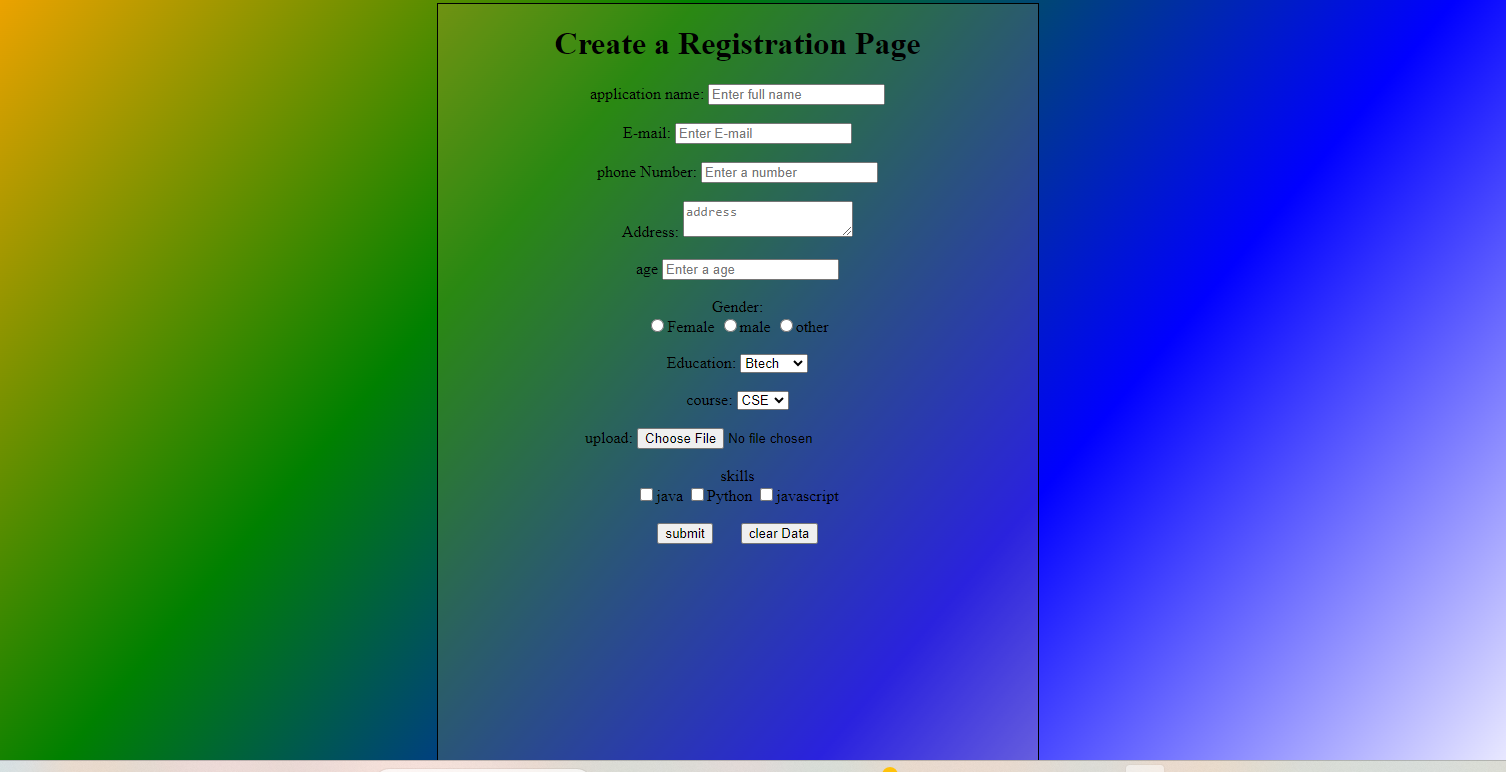 Create a Registration Page
application name: Enter full name
E-mail: Enter E-mail
phone Number: Enter a number
Address: address
age Enter a age
Gender:
Female male other
Education: Btech
course: CSE
upload: Choose File No file chosen
skills
java Python javascript
submit clear Data